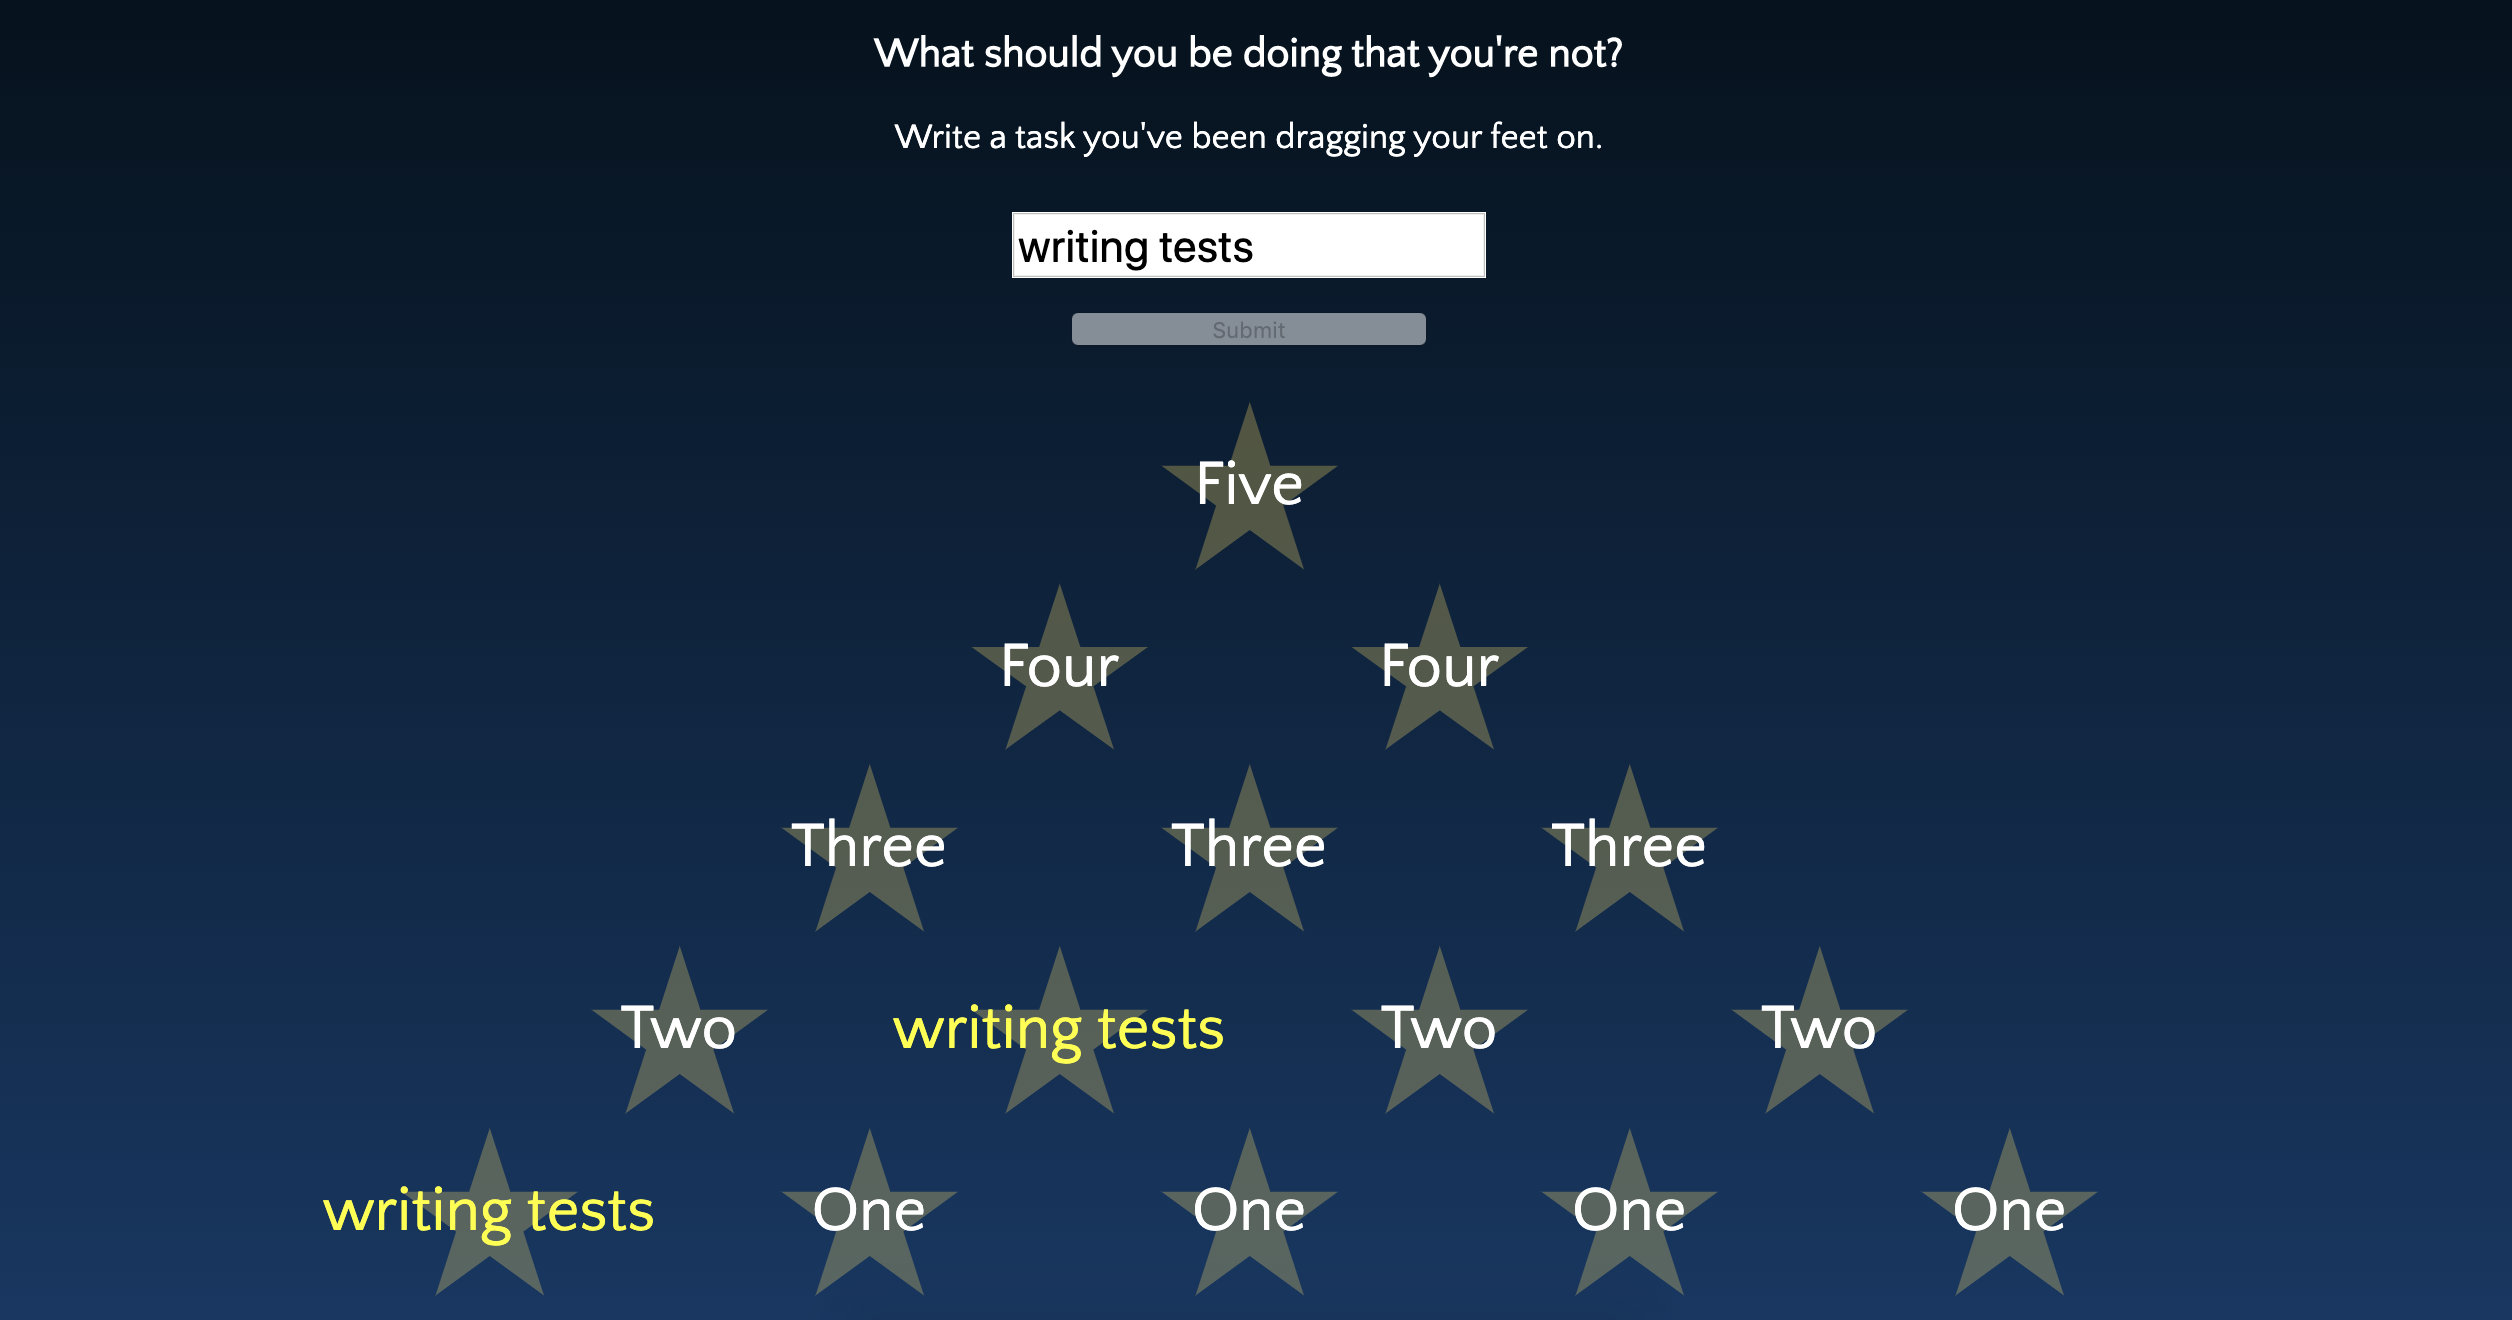 What should you be doing that you're not?
Write a task you've been dragging your feet on.
writing tests
Submit
Five
Four Four
Three Three Three
Two writing tests Two Two
writing tests One One One One